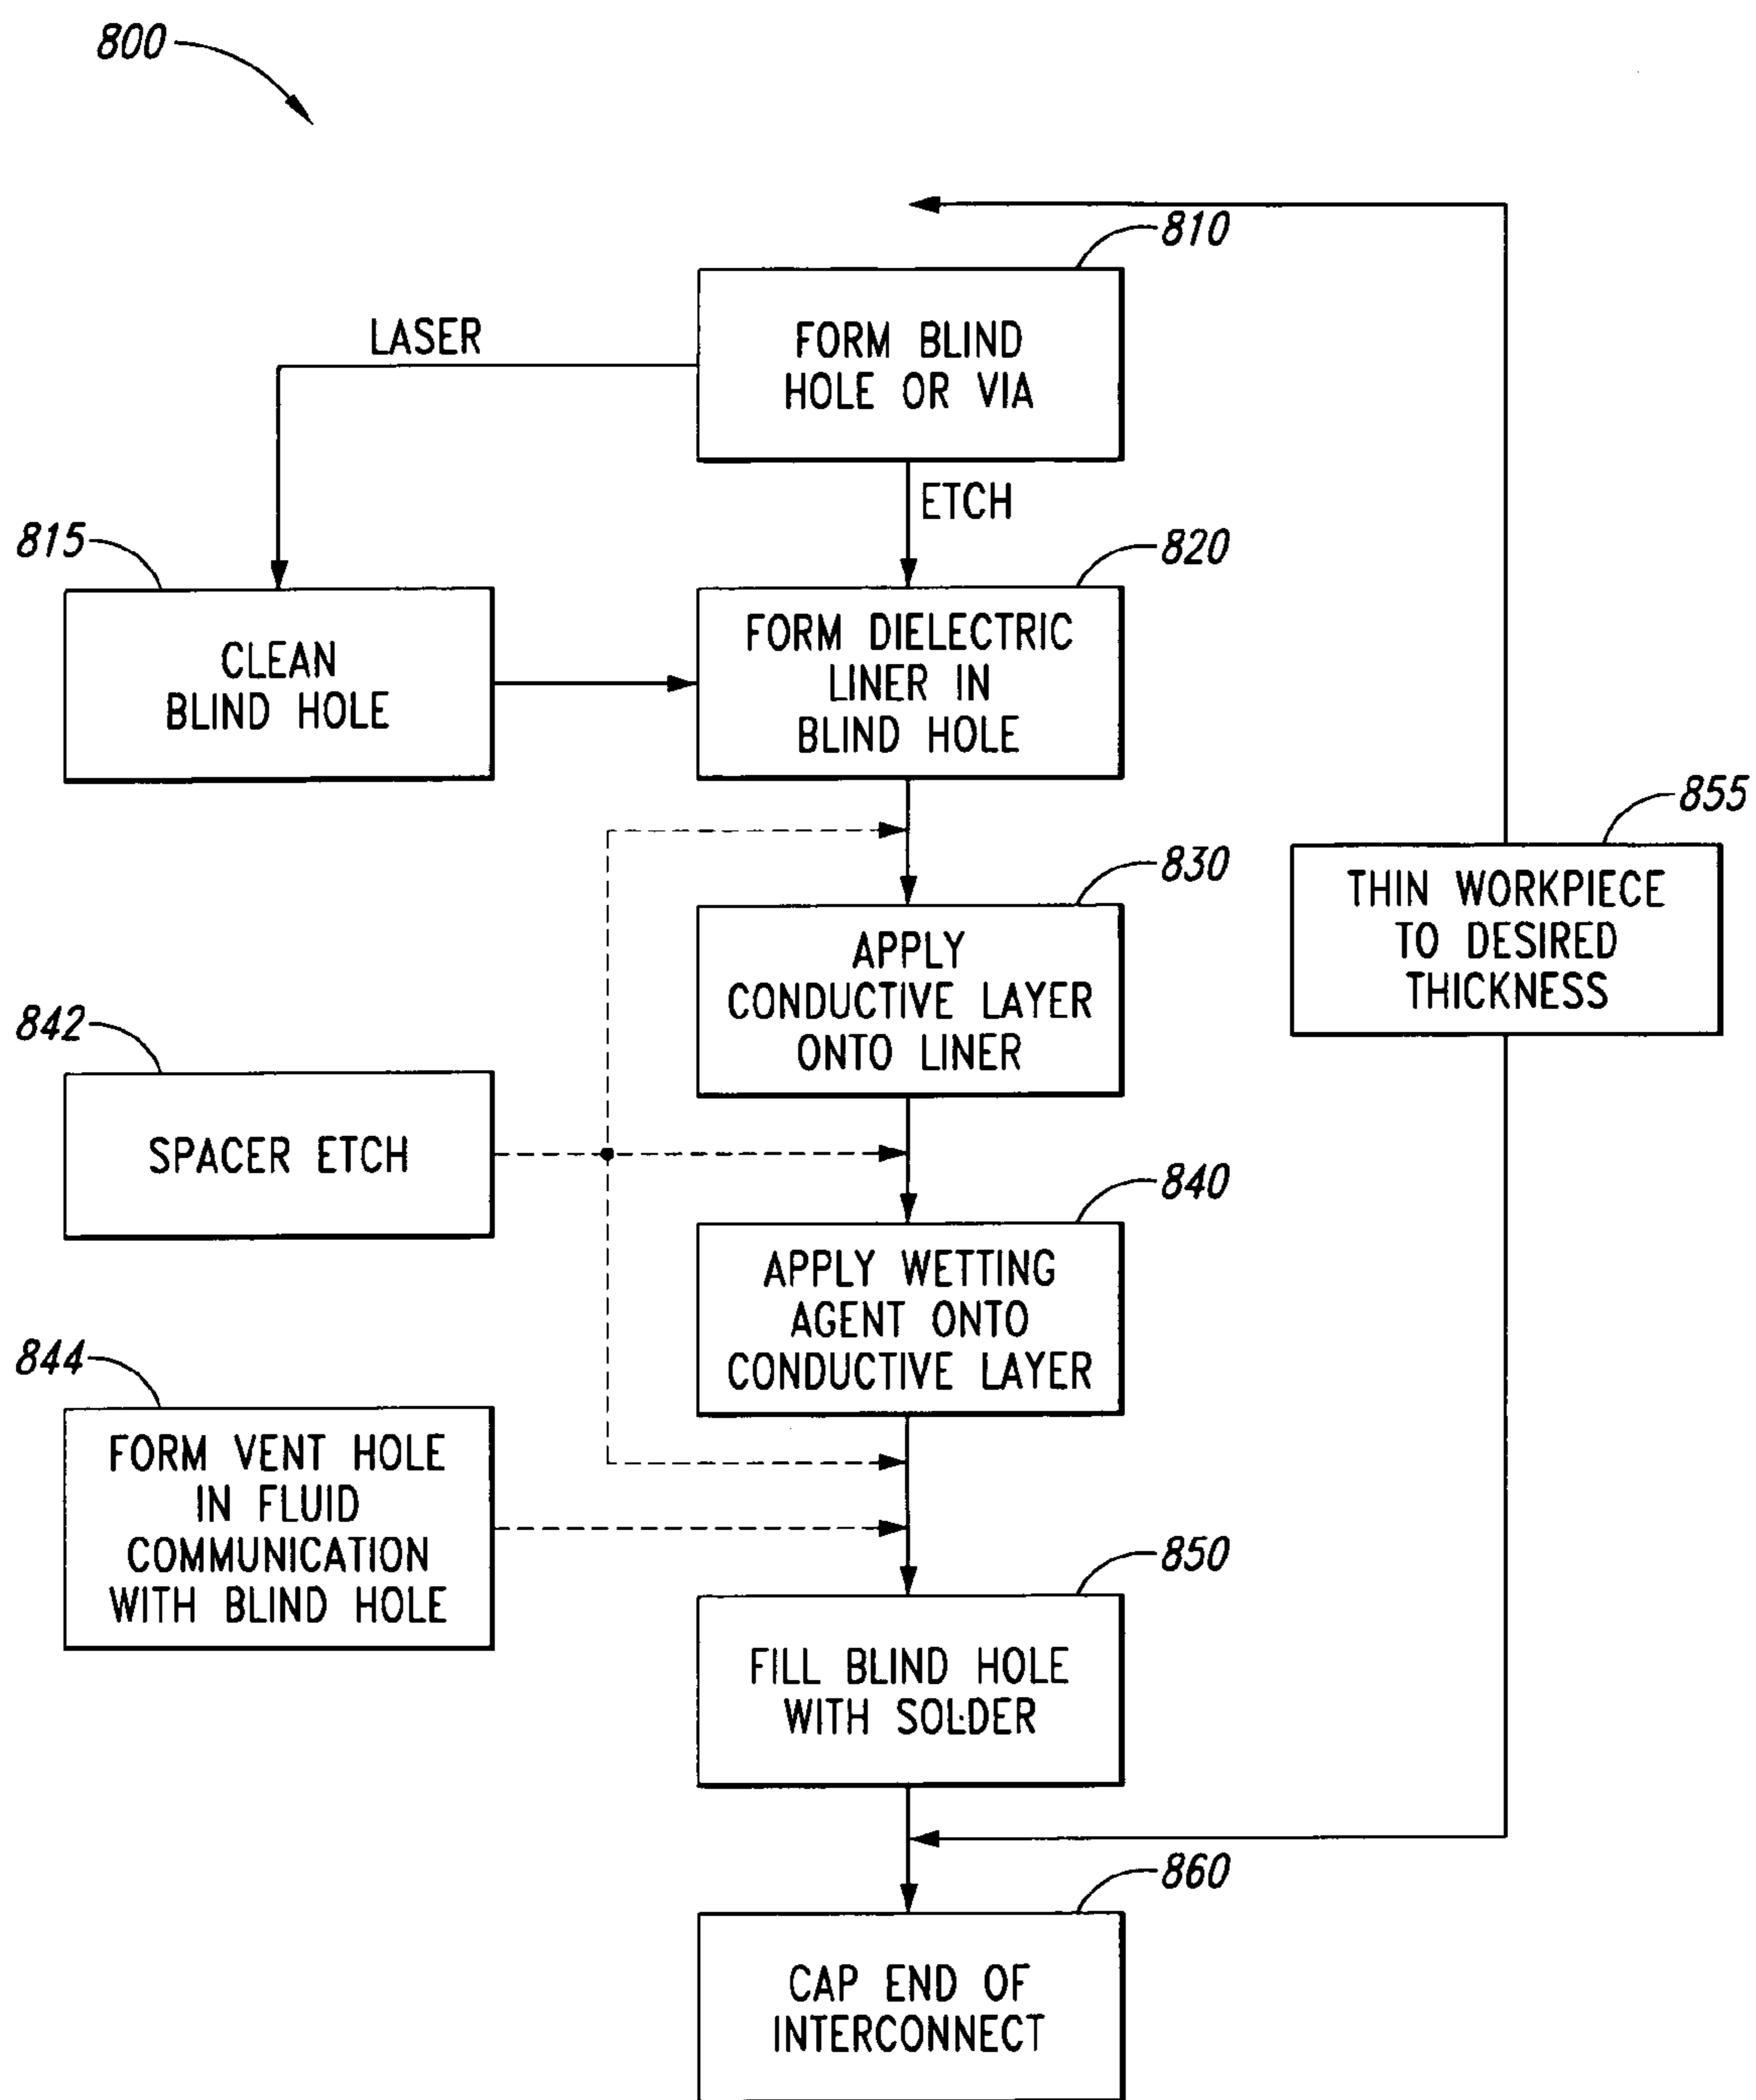 800
810
FORM BLIND
HOLE OR VIA
LASER
ETCH
815
CLEAN
BLIND HOLE
820
FORM DIELECTRIC
LINER IN
BLIND HOLE
855
THIN WORKPIECE
TO DESIRED
THICKNESS
830
APPLY
CONDUCTIVE LAYER
ONTO LINER
842
SPACER ETCH
840
APPLY WETTING
AGENT ONTO
CONDUCTIVE LAYER
844
FORM VENT HOLE
IN FLUID
COMMUNICATION
WITH BLIND HOLE
850
FILL BLIND HOLE
WITH SOLDER
860
CAP END OF
INTERCONNECT